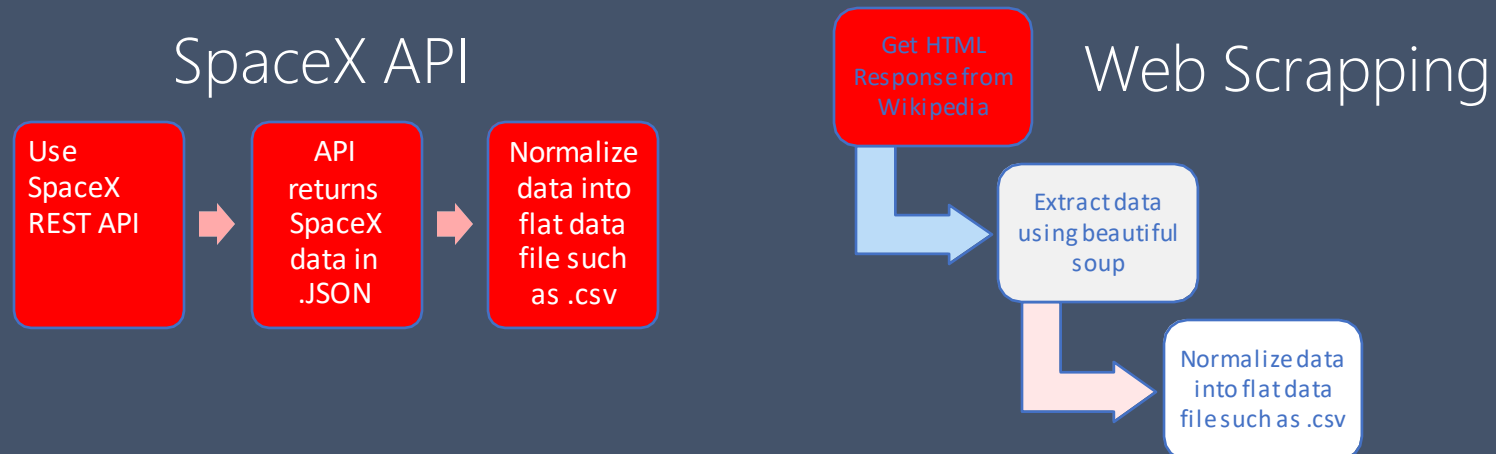 SpaceX API
Use
SpaceX
REST API
API
returns
SpaceX
data in
.JSON
Normalize
data into
flat data
file such
as .csv
Web Scrapping
Get HTML
Response from
Wikipedia
Extract data
using beautiful
soup
Normalize data
into flat data
file such as .csv